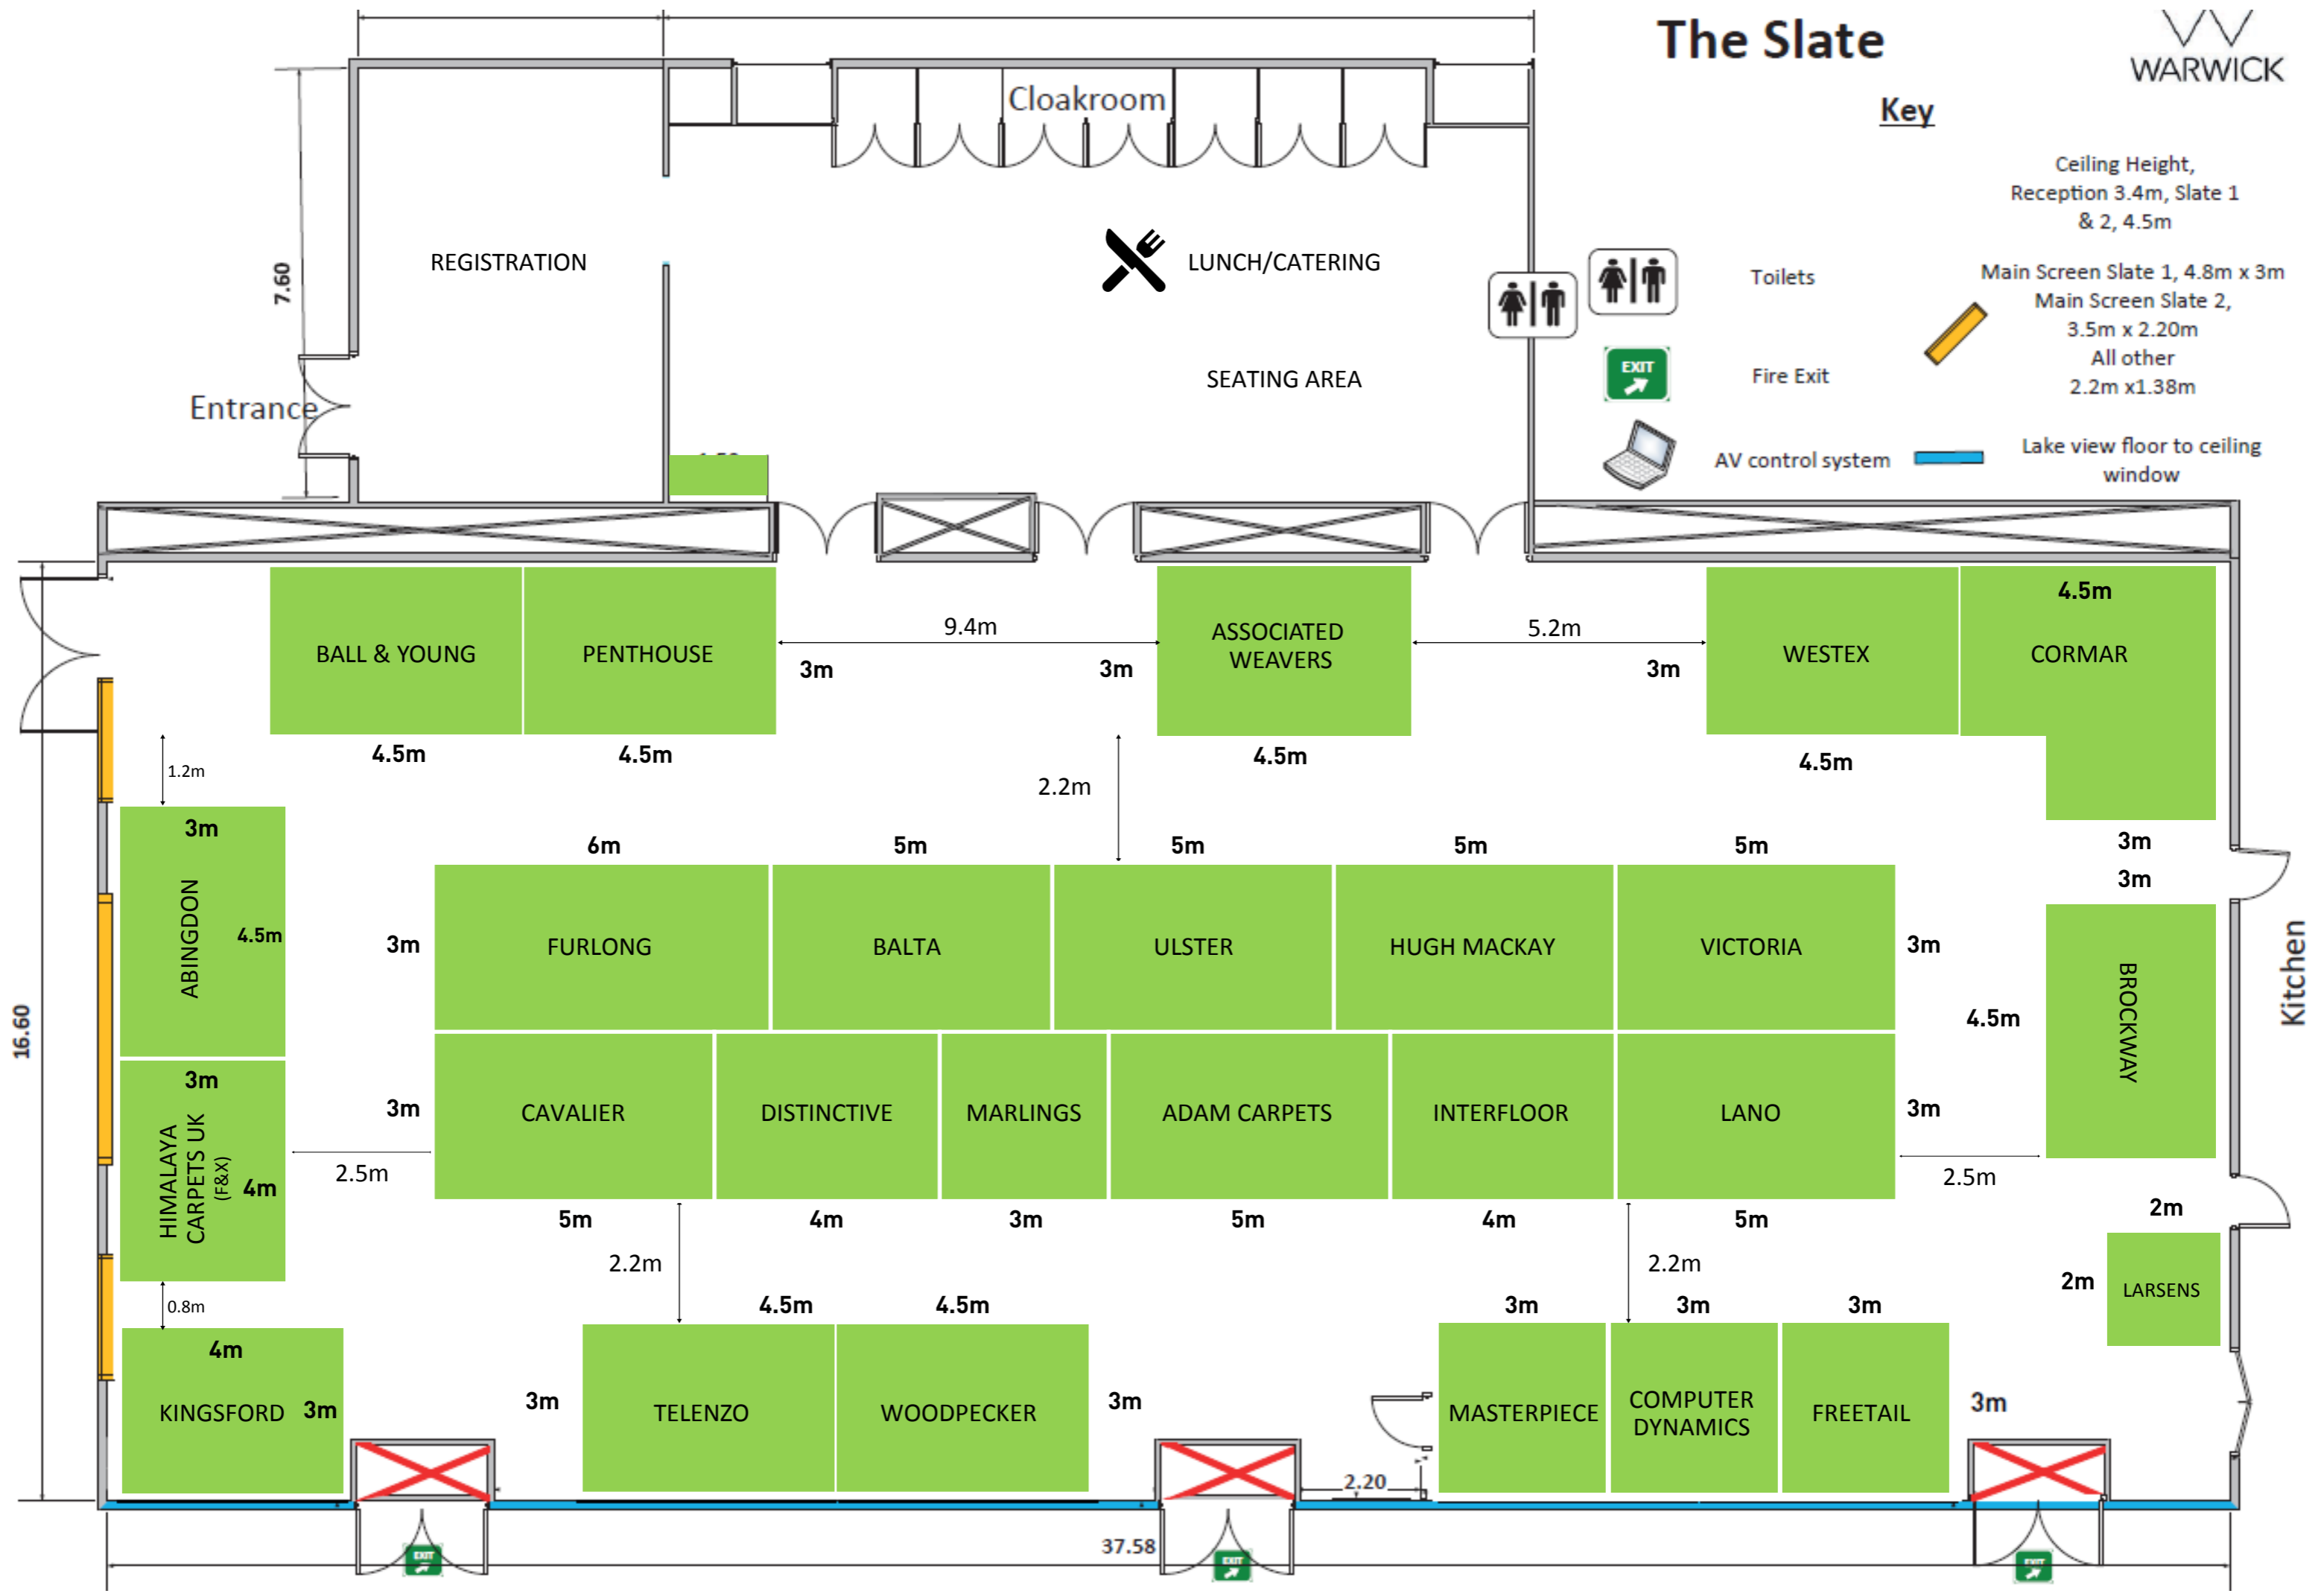 The Slate
WARWICK
Key
Cloakroom
Ceiling Height,
Reception 3.4m, Slate 1
& 2, 4.5m
REGISTRATION
LUNCH/CATERING
7.60
Toilets
Main Screen Slate 1, 4.8m x 3m
Main Screen Slate 2,
3.5m x 2.20m
All other
2.2m x1.38m
SEATING AREA
EXIT
Fire Exit
Entrance
AV control system
Lake view floor to ceiling
window
4.5m
BALL & YOUNG
PENTHOUSE
9.4m
ASSOCIATED
WEAVERS
5.2m
WESTEX
CORMAR
3m
3m
3m
4.5m
4.5m
4.5m
4.5m
1.2m
2.2m
3m
6m
5m
5m
5m
5m
3m
3m
ABINGDON
4.5m
3m
FURLONG
BALTA
ULSTER
HUGH MACKAY
VICTORIA
3m
BROCKWAY
4.5m
Kitchen
16.60
3m
HIMALAYA
CARPETS UK
(F&X)
4m
3m
CAVALIER
DISTINCTIVE
MARLINGS
ADAM CARPETS
INTERFLOOR
LANO
3m
2.5m
2.5m
5m
4m
3m
5m
4m
5m
2m
2.2m
2.2m
2m
LARSENS
0.8m
4.5m
4.5m
3m
3m
3m
4m
KINGSFORD
3m
3m
TELENZO
WOODPECKER
3m
MASTERPIECE
COMPUTER
DYNAMICS
FREETAIL
3m
2.20
37.58
EXIT
EXIT
EXIT